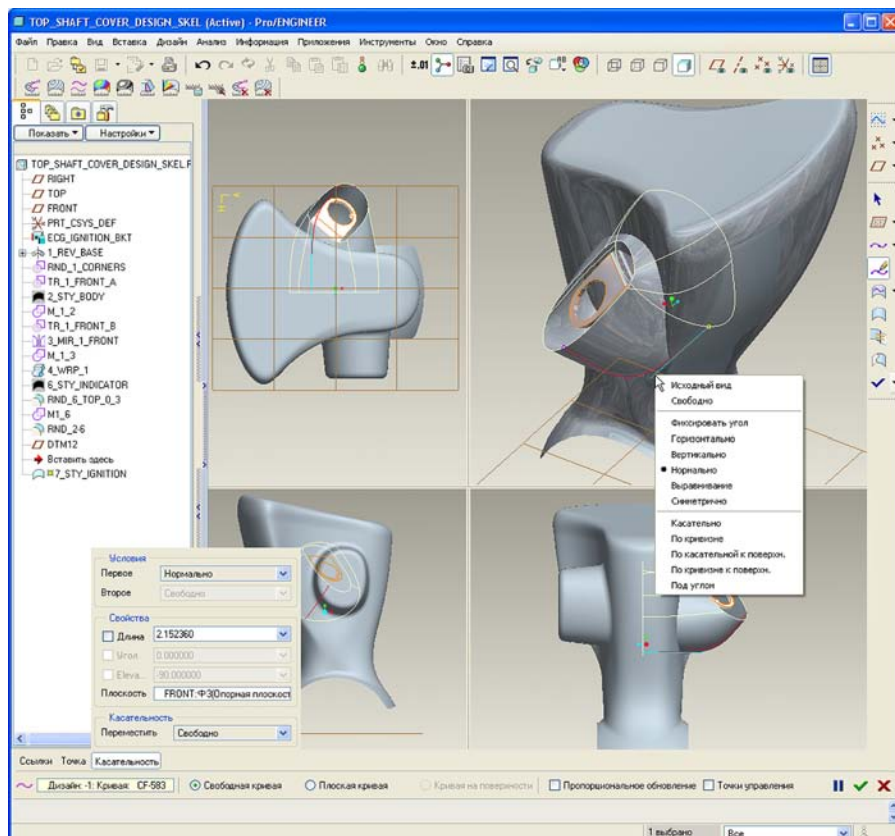 TOP_SHAFT_COVER_DESIGN_SKEL (Active) - Pro/ENGINEER
Файл Правка Вид Вставка Дизайн Анализ Информация Приложения Инструменты Окно Справка
Показать Настройки
TOP_SHAFT_COVER_DESIGN_SKEL.F
RIGHT
TOP
FRONT
PRT_CSYS_DEF
ECG_IGNITION_BKT
1_REV_BASE
RND_1_CORNERS
TR_1_FRONT_A
2_STY_BODY
M_1_2
TR_1_FRONT_B
3_MIR_1_FRONT
M_1_3
4_WRP_1
6_STY_INDICATOR
RND_6_TOP_0_3
M1_6
RND_2-6
DTM12
Вставить здесь
7_STY_IGNITION
Исходный вид
Свободно
Фиксировать угол
Горизонтально
Вертикально
Нормально
Выравнивание
Симметрично
Касательно
По кривизне
По касательной к поверхн.
По кривизне к поверхн.
Под углом
Условия
Первое Нормально
Второе Свободно
Свойства
Длина 2.152360
Угол 0.000000
Eleva... -90.000000
Плоскость FRONT:Ф3(Опорная плоскост
Касательность
Переместить Свободно
Ссылки Точка Касательность
Дизайн: -1: Кривая: CF-583 Свободная кривая Плоская кривая Кривая на поверхности Пропорциональное обновление Точки управления
1 выбрано Все